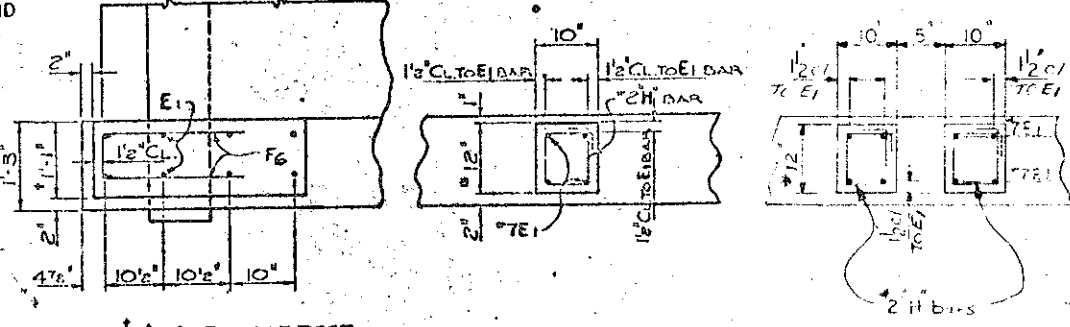 2"
E1
1½" CL.
F6
1'-3"
1'-1"
2"
4⅞"
10½"
10½"
10"
10"
1½" CL. TO E1 BAR
1½" CL. TO E1 BAR
*2"H" BAR
1"
*12"
2"
*7E1
1½" CL. TO E1 BAR
10"
5"
10"
1½" cl
TO E1
1½" cl
TO E1
*12"
*7E1
*7E1
1½" cl
TO E1
*2"H" bars